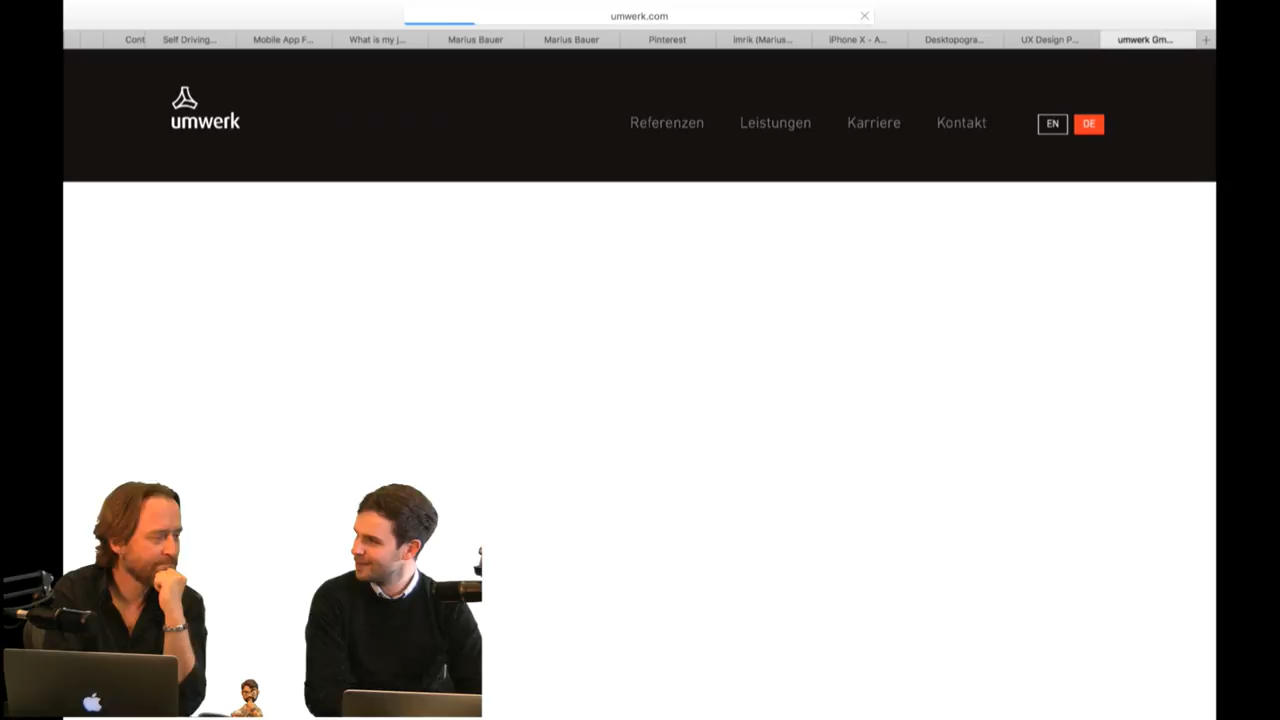 umwerk.com
Cont
Self Driving...
Mobile App F...
What is my j...
Marius Bauer
Marius Bauer
Pinterest
Imrik (Marius...
iPhone X - A...
Desktopogra...
UX Design P...
umwerk Gm...
umwerk
Referenzen
Leistungen
Karriere
Kontakt
EN
DE